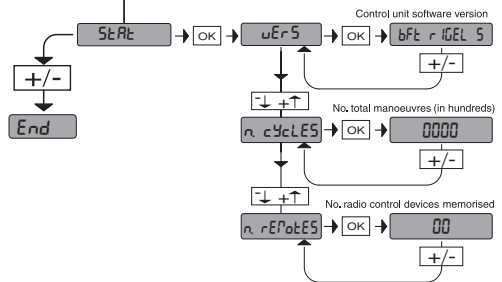 Control unit software version
StAt
OK
vErS
OK
bFt rIGEL 5
+/-
+/-
-↓ +↑
End
No. total manoeuvres (in hundreds)
n. cYcLES
OK
0000
+/-
-↓ +↑
No. radio control devices memorised
n. rEMotES
OK
00
+/-